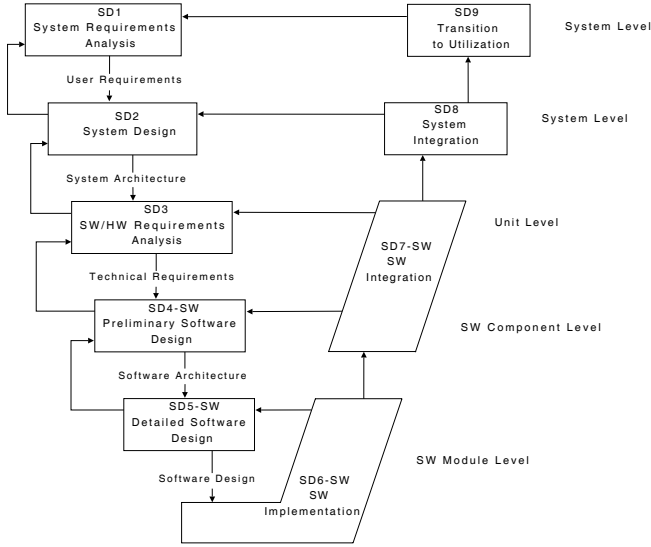 SD1
System Requirements
Analysis
SD9
Transition
to Utilization
System Level
User Requirements
SD2
System Design
SD8
System
Integration
System Level
System Architecture
SD3
SW/HW Requirements
Analysis
SD7-SW
SW
Integration
Unit Level
Technical Requirements
SD4-SW
Preliminary Software
Design
SW Component Level
Software Architecture
SD5-SW
Detailed Software
Design
SW Module Level
Software Design
SD6-SW
SW
Implementation